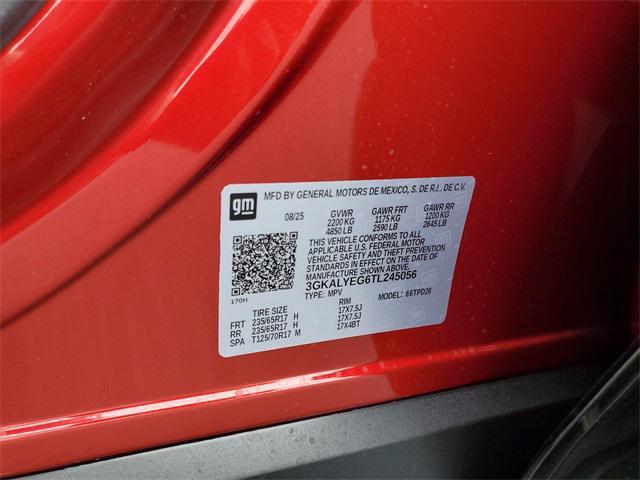 gm
MFD BY GENERAL MOTORS DE MEXICO, S. DE R.L. DE C.V.
08/25 GVWR GAWR FRT GAWR RR
2200 KG 1175 KG 1200 KG
4850 LB 2590 LB 2645 LB
THIS VEHICLE CONFORMS TO ALL
APPLICABLE U.S. FEDERAL MOTOR
VEHICLE SAFETY AND THEFT PREVENTION
STANDARDS IN EFFECT ON THE DATE OF
MANUFACTURE SHOWN ABOVE.
3GKALYEG6TL245056
TYPE: MPV MODEL: 66TPD26
170H
TIRE SIZE RIM
FRT 235/65R17 H 17X7.5J
RR 235/65R17 H 17X7.5J
SPA T125/70R17 M 17X4BT